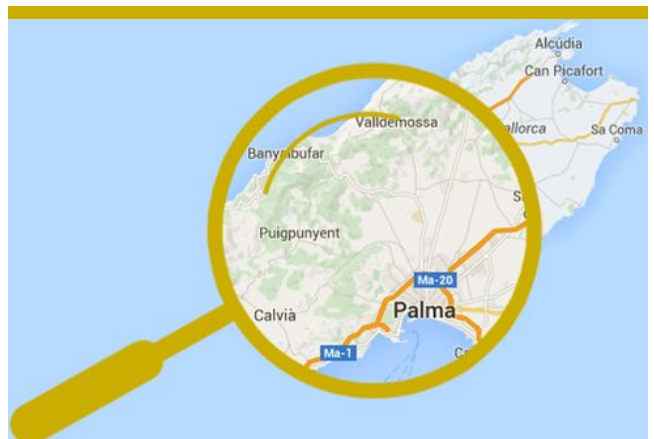 Alcúdia
Can Picafort
Valldemossa
allorca
Sa Coma
Banyalbufar
S
Puigpunyent
Ma-20
Palma
Calvià
Ma-1
C